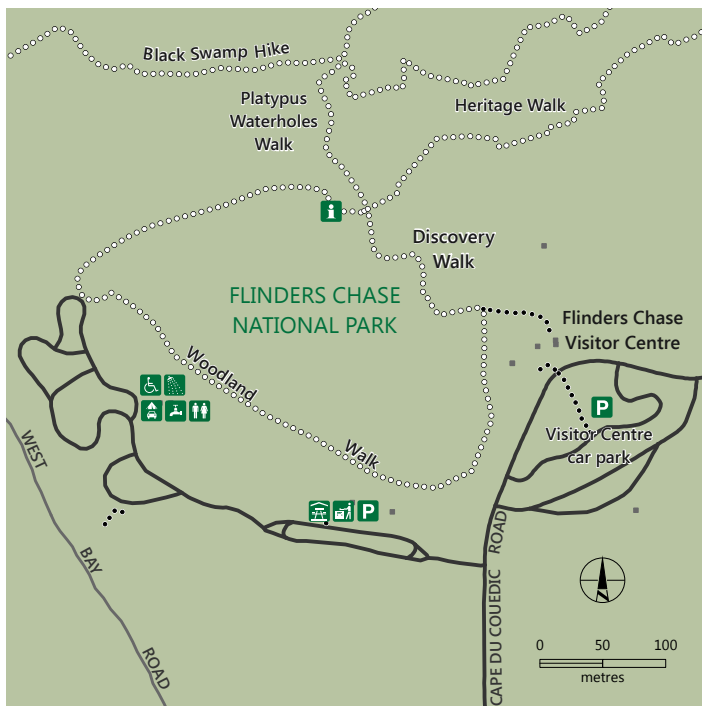 Black Swamp Hike
Platypus
Waterholes
Walk
Heritage Walk
i
Discovery
Walk
FLINDERS CHASE
NATIONAL PARK
Flinders Chase
Visitor Centre
Woodland
Walk
P
Visitor Centre
car park
WEST
BAY
ROAD
P
CAPE DU COUEDIC ROAD
0 50 100
metres